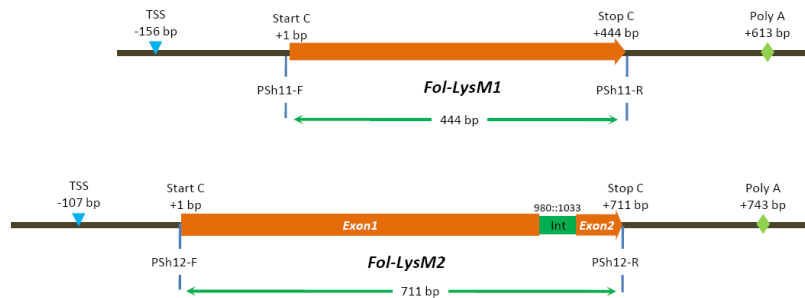 TSS
-156 bp
Start C
+1 bp
Stop C
+444 bp
Poly A
+613 bp
PSh11-F
Fol-LysM1
PSh11-R
444 bp
TSS
-107 bp
Start C
+1 bp
980::1033
Stop C
+711 bp
Poly A
+743 bp
Exon1
Int
Exon2
PSh12-F
Fol-LysM2
PSh12-R
711 bp